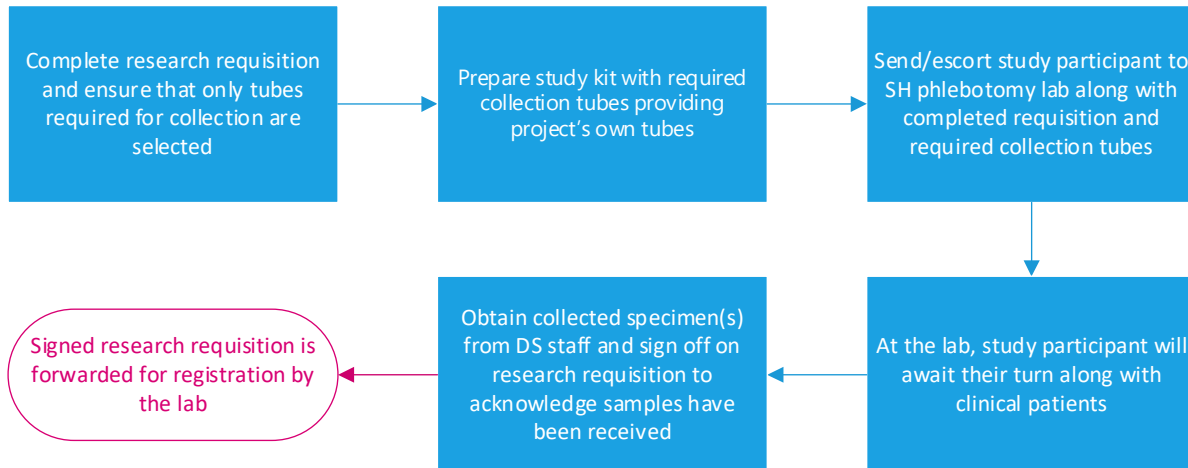 Complete research requisition
and ensure that only tubes
required for collection are
selected
Prepare study kit with required
collection tubes providing
project’s own tubes
Send/escort study participant to
SH phlebotomy lab along with
completed requisition and
required collection tubes
At the lab, study participant will
await their turn along with
clinical patients
Obtain collected specimen(s)
from DS staff and sign off on
research requisition to
acknowledge samples have
been received
Signed research requisition is
forwarded for registration by
the lab